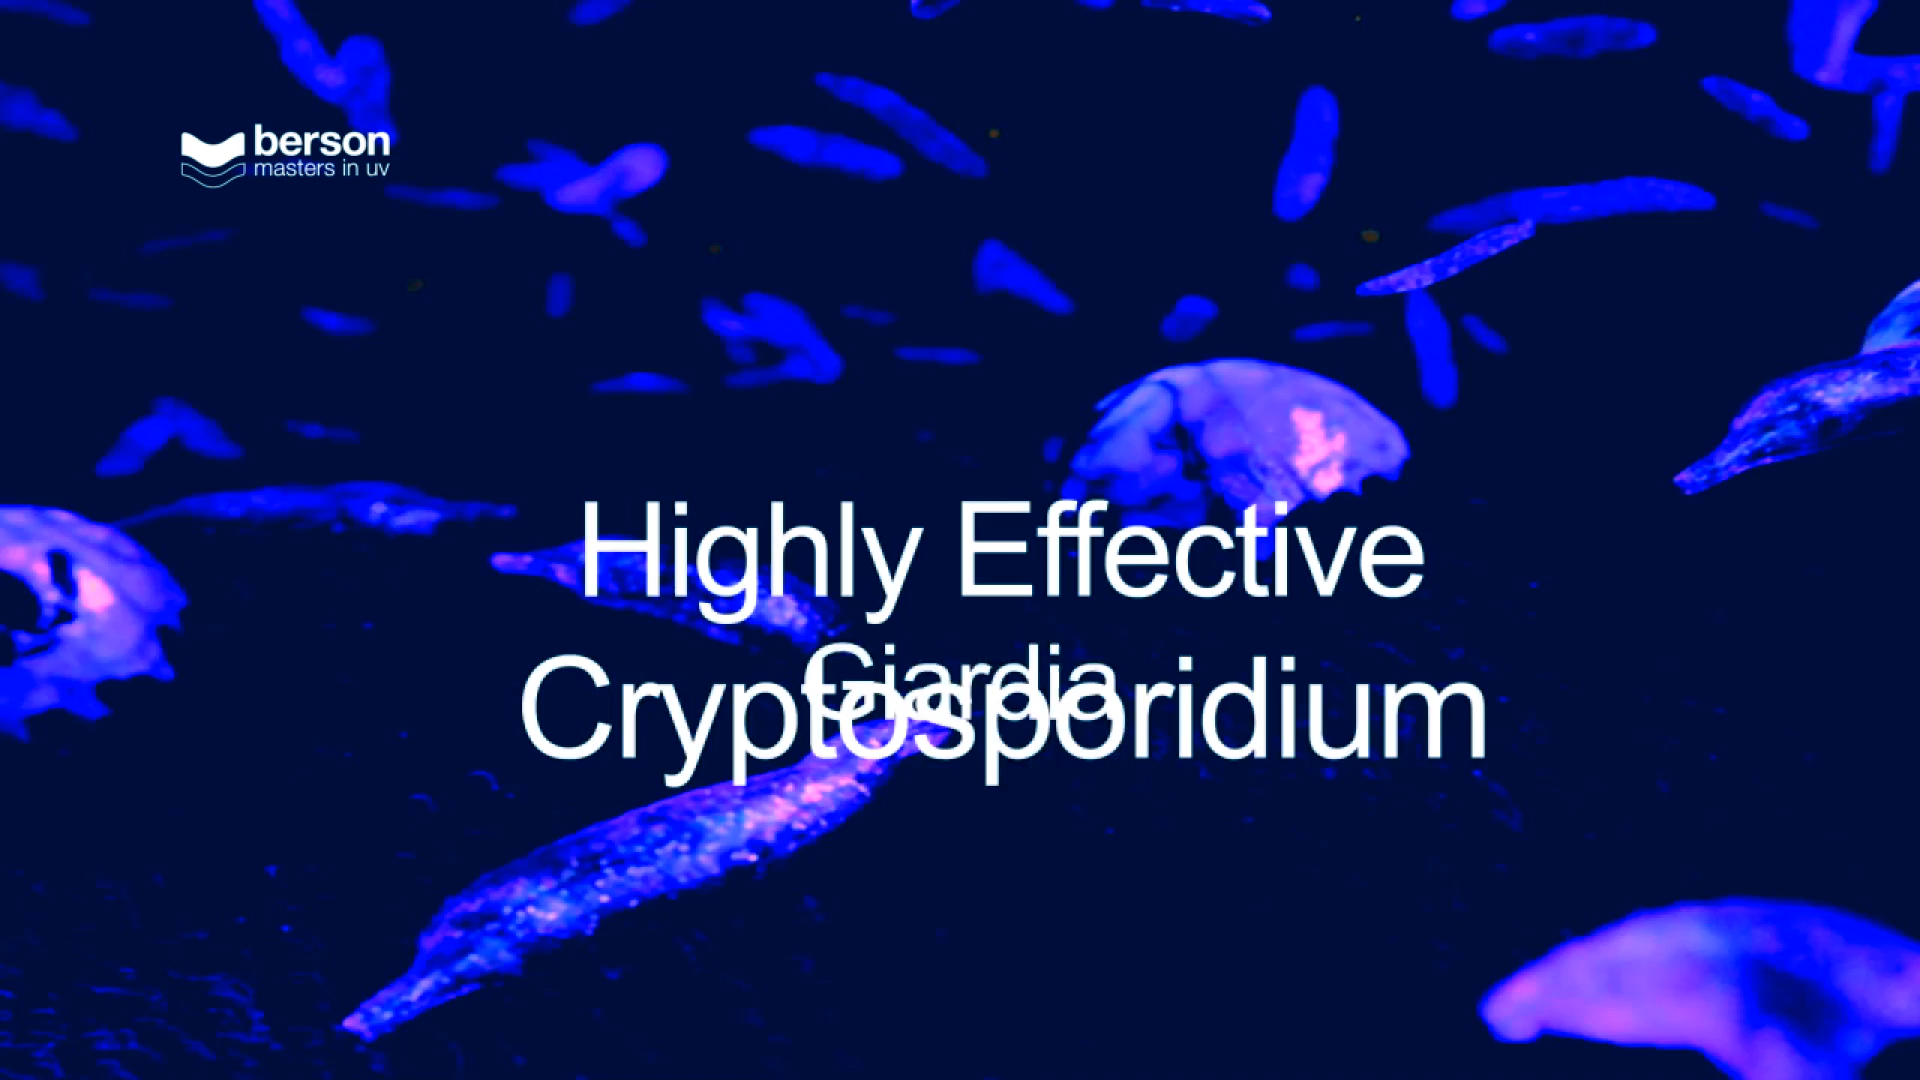 berson
masters in uv
Highly Effective
Giardia
Cryptosporidium